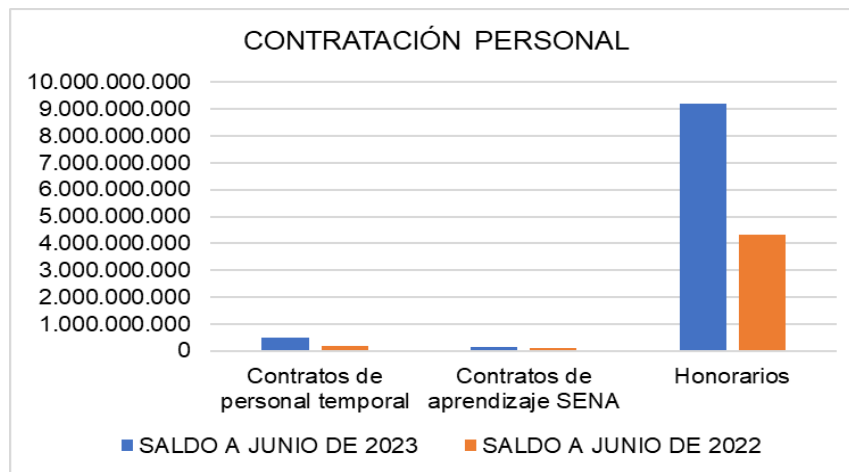 CONTRATACIÓN PERSONAL
10.000.000.000
9.000.000.000
8.000.000.000
7.000.000.000
6.000.000.000
5.000.000.000
4.000.000.000
3.000.000.000
2.000.000.000
1.000.000.000
0
Contratos de
personal temporal
Contratos de
aprendizaje SENA
Honorarios
SALDO A JUNIO DE 2023
SALDO A JUNIO DE 2022